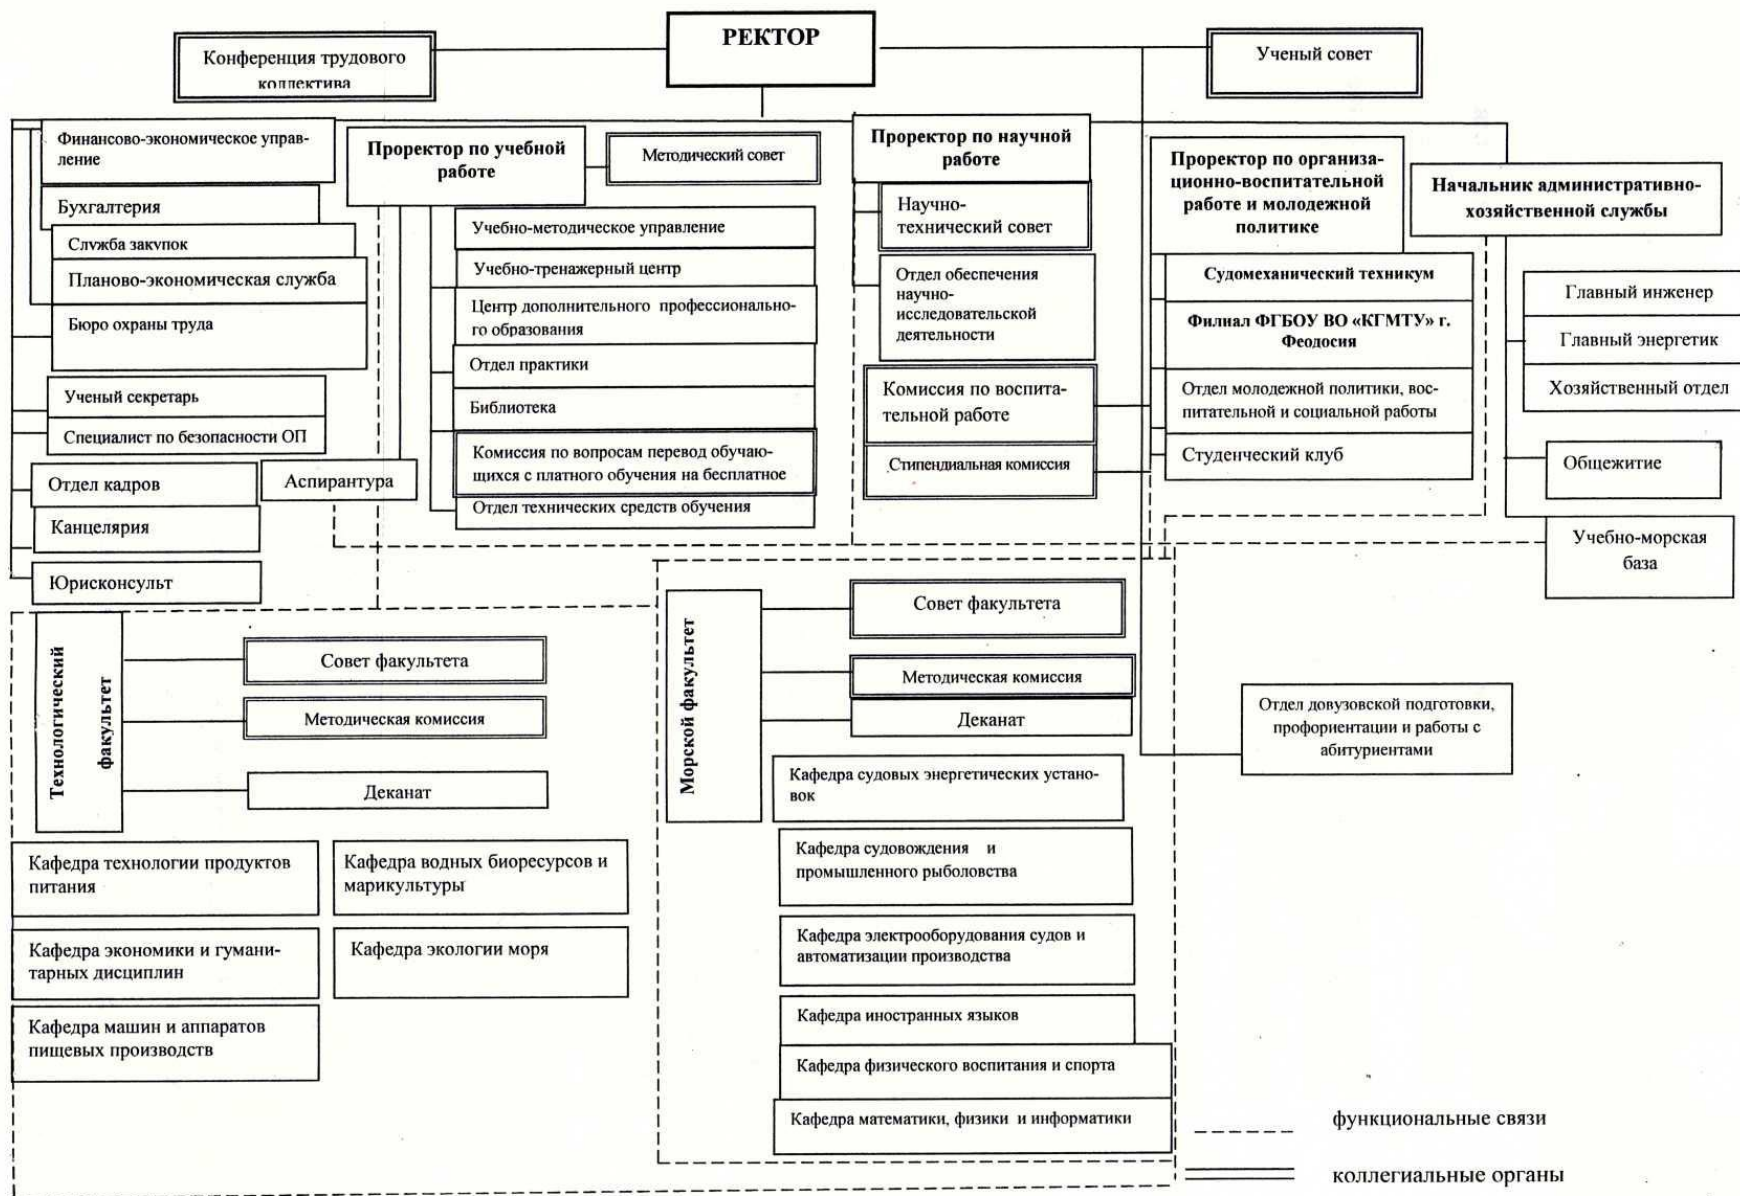 РЕКТОР
Конференция трудового
коллектива
Ученый совет
Финансово-экономическое управ-
ление
Бухгалтерия
Служба закупок
Планово-экономическая служба
Бюро охраны труда
Ученый секретарь
Специалист по безопасности ОП
Отдел кадров
Канцелярия
Юрисконсульт
Аспирантура
Проректор по учебной
работе
Методический совет
Учебно-методическое управление
Учебно-тренажерный центр
Центр дополнительного профессионально-
го образования
Отдел практики
Библиотека
Комиссия по вопросам перевод обучаю-
щихся с платного обучения на бесплатное
Отдел технических средств обучения
Проректор по научной
работе
Научно-
технический совет
Отдел обеспечения
научно-
исследовательской
деятельности
Комиссия по воспита-
тельной работе
Стипендиальная комиссия
Проректор по организа-
ционно-воспитательной
работе и молодежной
политике
Судомеханический техникум
Филиал ФГБОУ ВО «КГМТУ» г.
Феодосия
Отдел молодежной политики, вос-
питательной и социальной работы
Студенческий клуб
Начальник административно-
хозяйственной службы
Главный инженер
Главный энергетик
Хозяйственный отдел
Общежитие
Учебно-морская
база
Технологический
факультет
Совет факультета
Методическая комиссия
Деканат
Кафедра технологии продуктов
питания
Кафедра водных биоресурсов и
марикультуры
Кафедра экономики и гумани-
тарных дисциплин
Кафедра экологии моря
Кафедра машин и аппаратов
пищевых производств
Морской факультет
Совет факультета
Методическая комиссия
Деканат
Кафедра судовых энергетических установ-
вок
Кафедра судовождения и
промышленного рыболовства
Кафедра электрооборудования судов и
автоматизации производства
Кафедра иностранных языков
Кафедра физического воспитания и спорта
Кафедра математики, физики и информатики
Отдел довузовской подготовки,
профориентации и работы с
абитуриентами
функциональные связи
коллегиальные органы